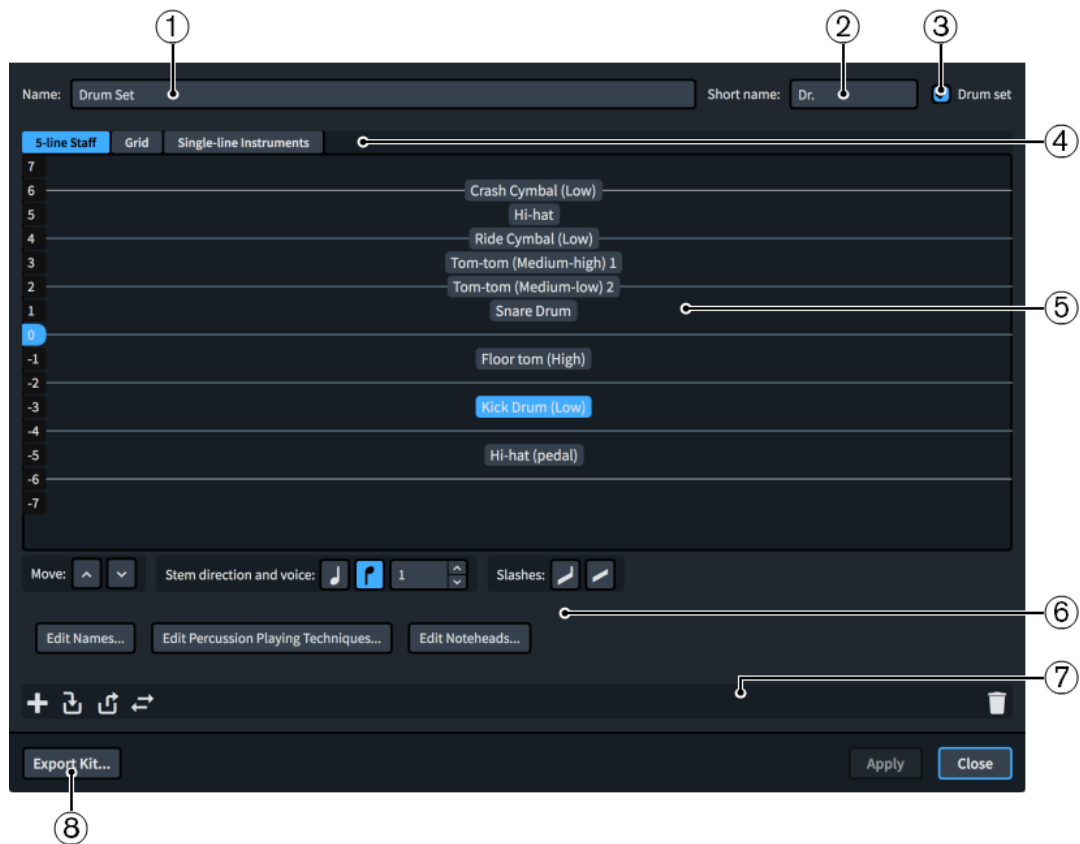 ① ② ③
Name: Drum Set Short name: Dr. Drum set
5-line Staff Grid Single-line Instruments ④
7
6 Crash Cymbal (Low)
5 Hi-hat
4 Ride Cymbal (Low)
3 Tom-tom (Medium-high) 1
2 Tom-tom (Medium-low) 2
1 Snare Drum ⑤
0
-1 Floor tom (High)
-2
-3 Kick Drum (Low)
-4
-5 Hi-hat (pedal)
-6
-7
Move: Stem direction and voice: 1 Slashes:
⑥
Edit Names... Edit Percussion Playing Techniques... Edit Noteheads...
⑦
Export Kit... Apply Close
⑧